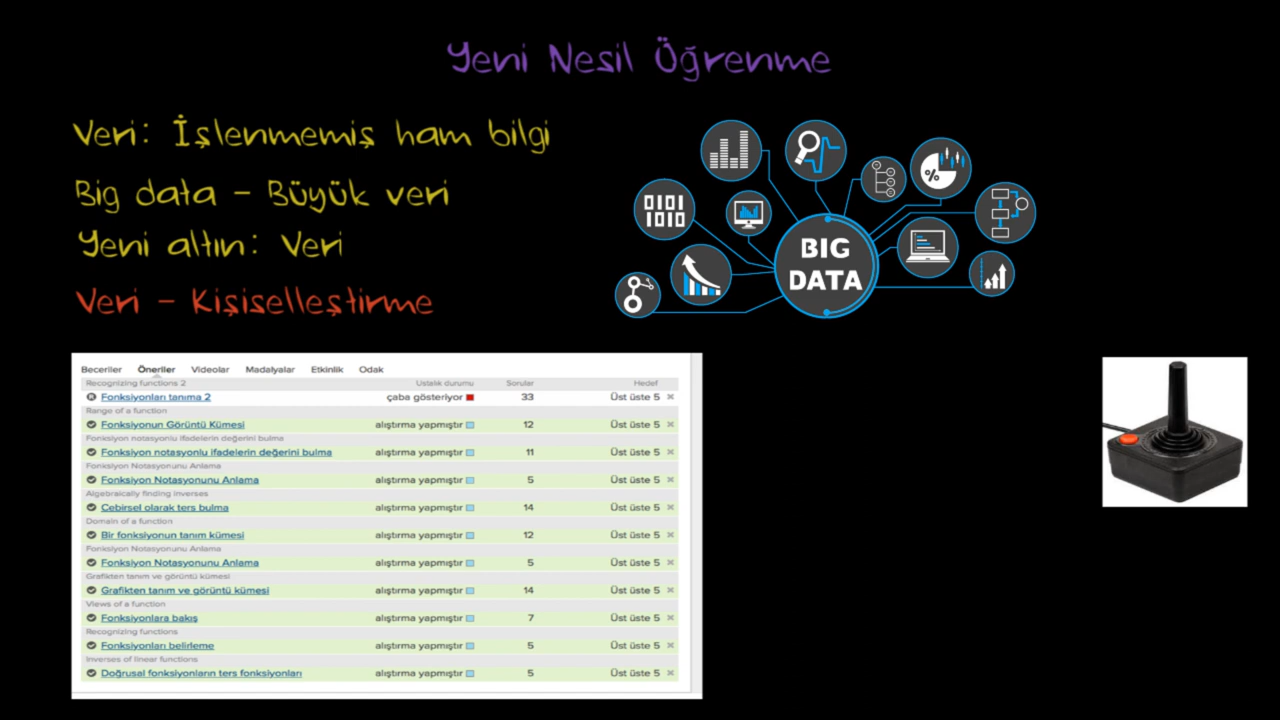 Yeni Nesil Öğrenme
Veri: İşlenmemiş ham bilgi
Big data - Büyük veri
Yeni altın: Veri
Veri - Kişiselleştirme
0101
1010
%
BIG
DATA
Beceriler Öneriler Videolar Madalyalar Etkinlik Odak
Recognizing functions 2 Ustalık durumu Sorular Hedef
Fonksiyonları tanıma 2 çaba gösteriyor 33 Üst üste 5 ×
Range of a function
Fonksiyonun Görüntü Kümesi alıştırma yapmıştır 12 Üst üste 5 ×
Fonksiyon notasyonlu ifadelerin değerini bulma
Fonksiyon notasyonlu ifadelerin değerini bulma alıştırma yapmıştır 11 Üst üste 5 ×
Fonksiyon Notasyonunu Anlama
Fonksiyon Notasyonunu Anlama alıştırma yapmıştır 5 Üst üste 5 ×
Algebraically finding inverses
Cebirsel olarak ters bulma alıştırma yapmıştır 14 Üst üste 5 ×
Domain of a function
Bir fonksiyonun tanım kümesi alıştırma yapmıştır 12 Üst üste 5 ×
Fonksiyon Notasyonunu Anlama
Fonksiyon Notasyonunu Anlama alıştırma yapmıştır 5 Üst üste 5 ×
Grafikten tanım ve görüntü kümesi
Grafikten tanım ve görüntü kümesi alıştırma yapmıştır 14 Üst üste 5 ×
Views of a function
Fonksiyonlara bakış alıştırma yapmıştır 7 Üst üste 5 ×
Recognizing functions
Fonksiyonları belirleme alıştırma yapmıştır 5 Üst üste 5 ×
Inverses of linear functions
Doğrusal fonksiyonların ters fonksiyonları alıştırma yapmıştır 5 Üst üste 5 ×